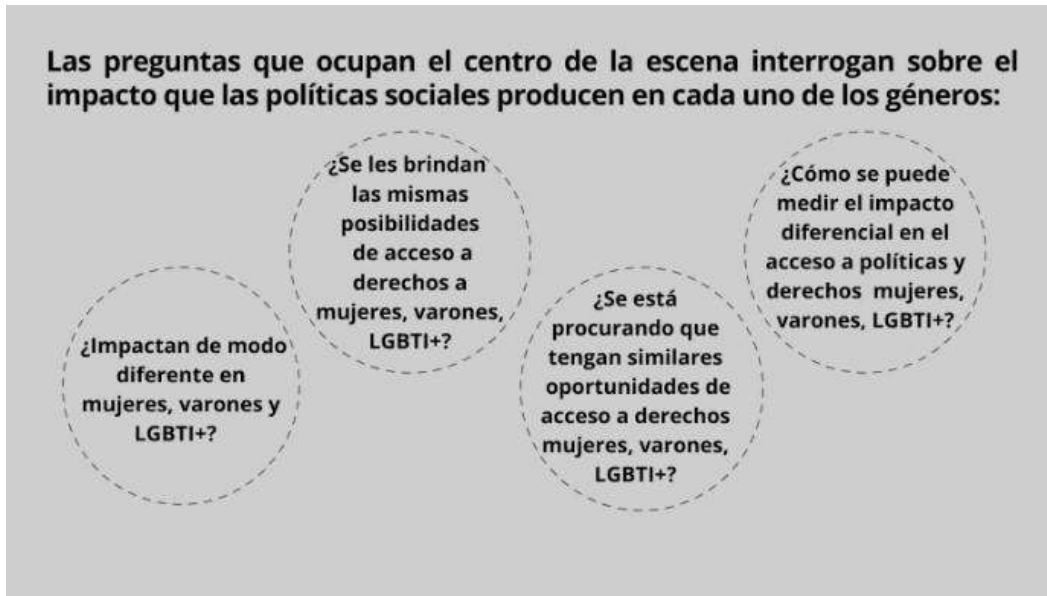 Las preguntas que ocupan el centro de la escena interrogan sobre el
impacto que las políticas sociales producen en cada uno de los géneros:
¿Impactan de modo
diferente en
mujeres, varones y
LGBTI+?
¿Se les brindan
las mismas
posibilidades
de acceso a
derechos a
mujeres, varones,
LGBTI+?
¿Se está
procurando que
tengan similares
oportunidades de
acceso a derechos
mujeres, varones,
LGBTI+?
¿Cómo se puede
medir el impacto
diferencial en el
acceso a políticas y
derechos mujeres,
varones, LGBTI+?